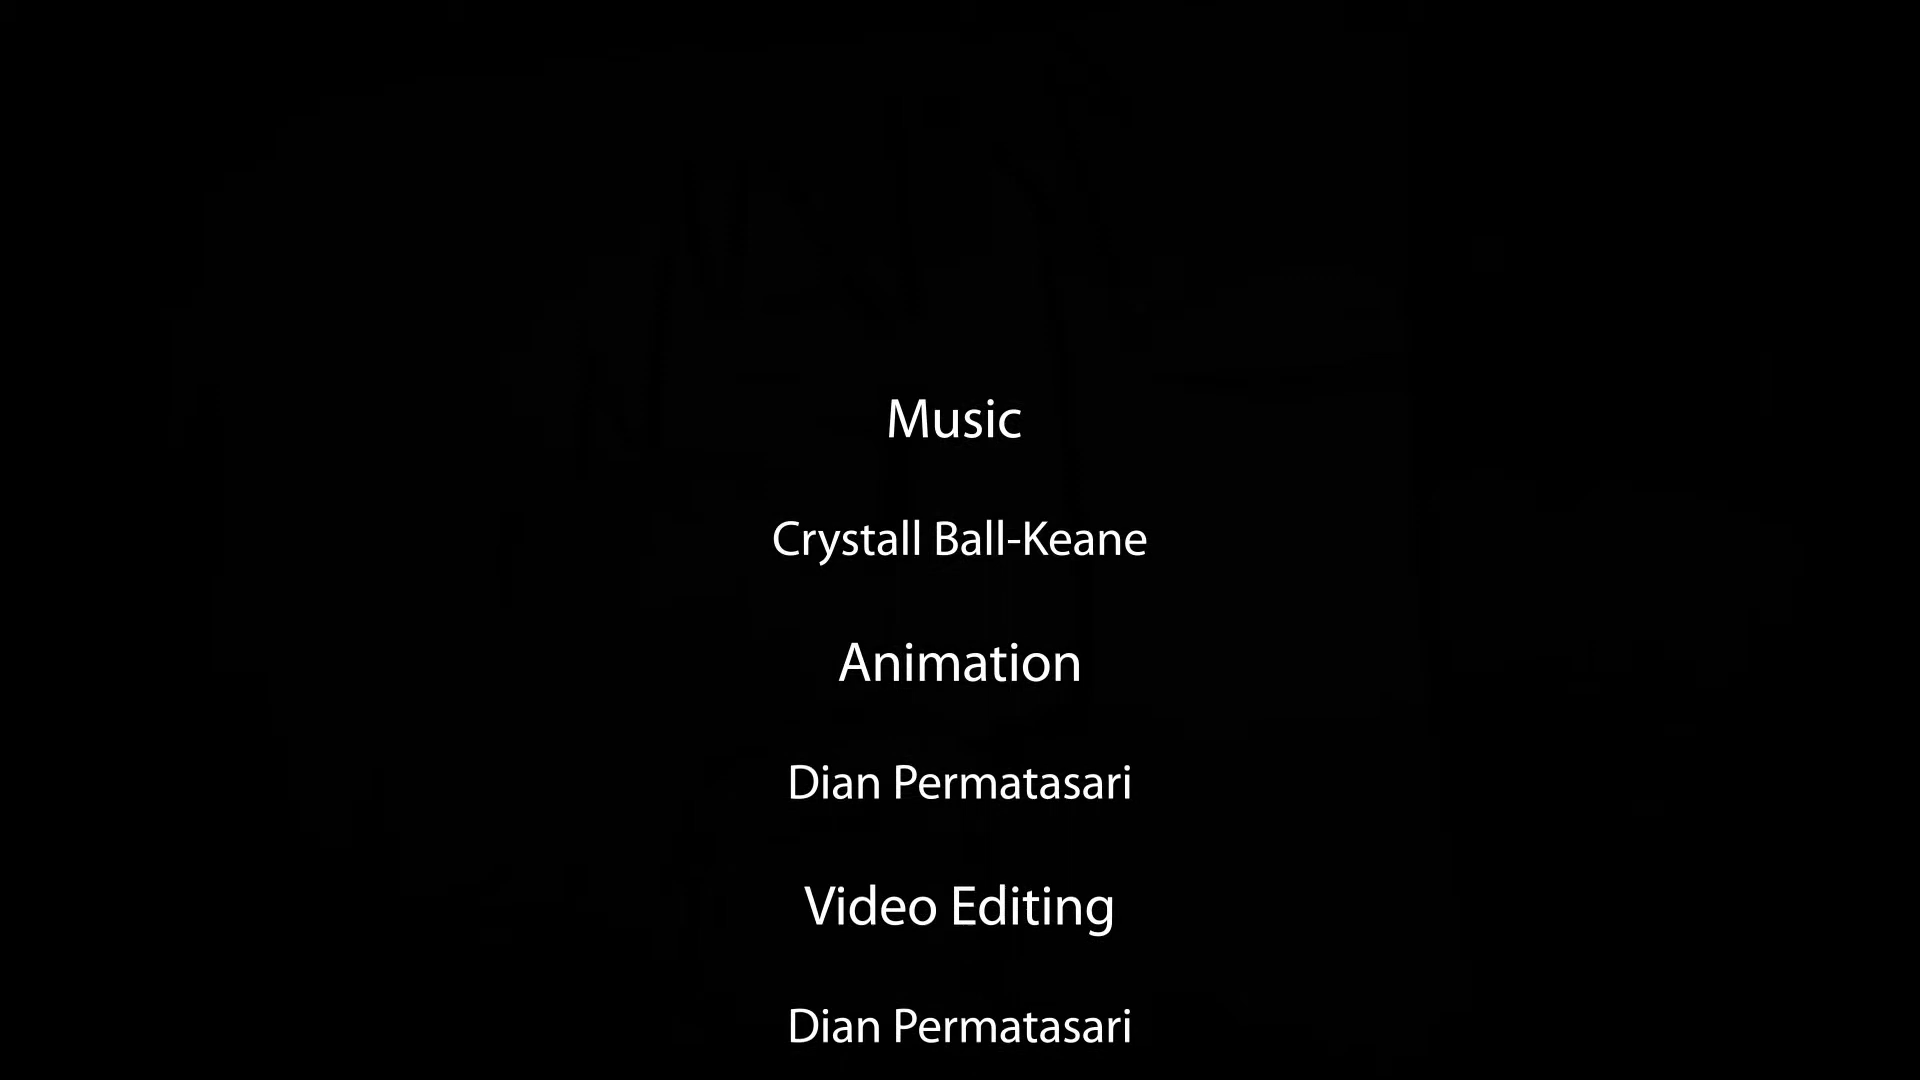 Music
Crystall Ball-Keane
Animation
Dian Permatasari
Video Editing
Dian Permatasari